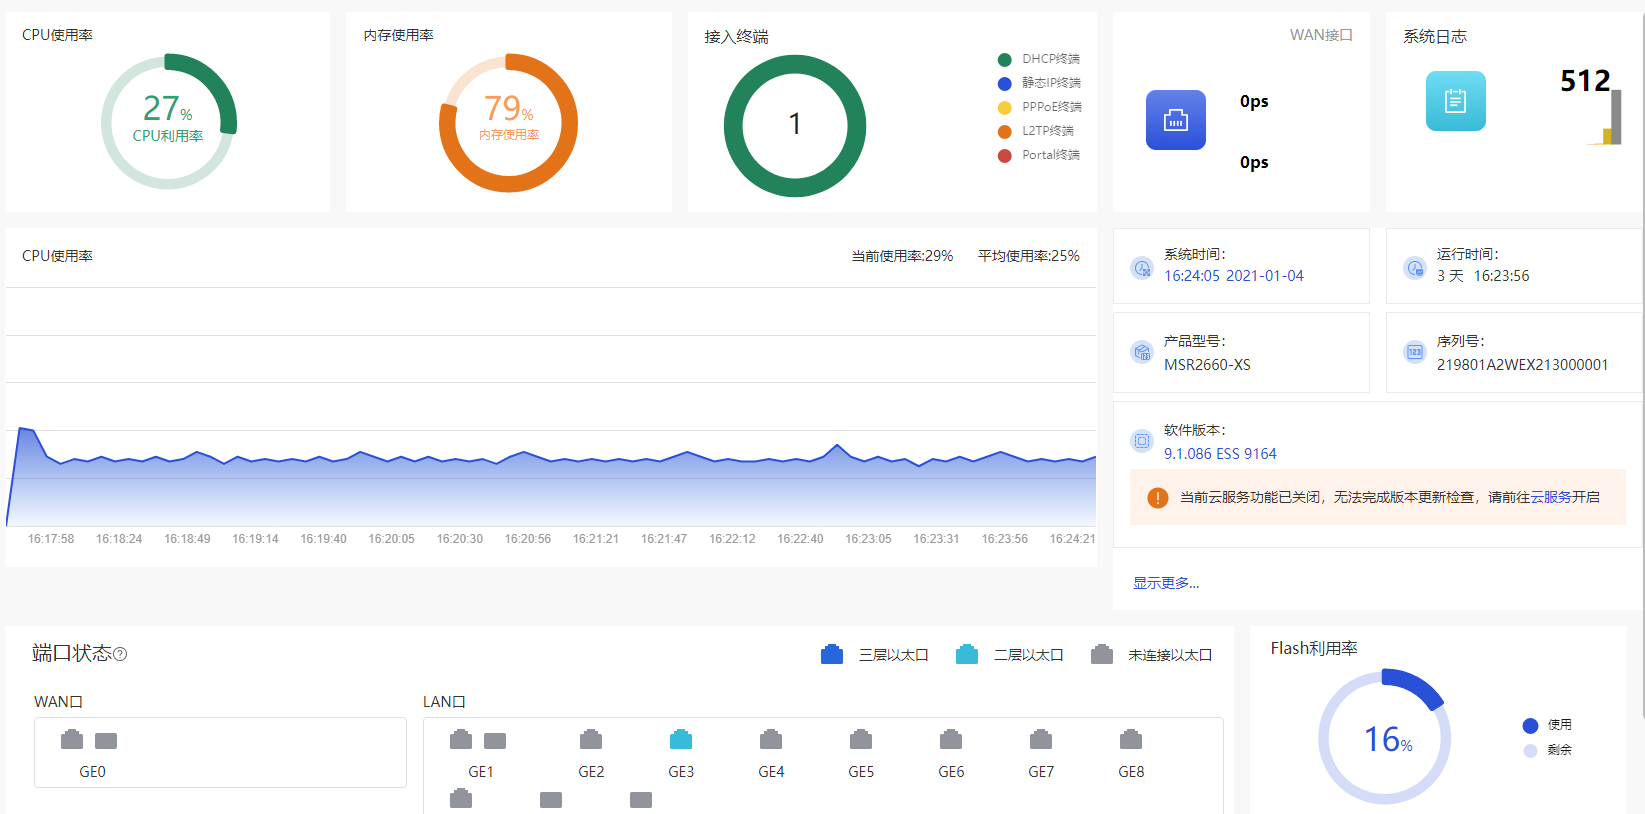 CPU使用率
27%
CPU利用率
内存使用率
79%
内存使用率
接入终端
1
DHCP终端
静态IP终端
PPPoE终端
L2TP终端
Portal终端
WAN接口
0ps
0ps
系统日志
512
CPU使用率
当前使用率:29%
平均使用率:25%
16:17:58
16:18:24
16:18:49
16:19:14
16:19:40
16:20:05
16:20:30
16:20:56
16:21:21
16:21:47
16:22:12
16:22:40
16:23:05
16:23:31
16:23:56
16:24:21
系统时间：
16:24:05 2021-01-04
运行时间：
3 天 16:23:56
产品型号：
MSR2660-XS
123
序列号：
219801A2WEX213000001
软件版本：
9.1.086 ESS 9164
! 当前云服务功能已关闭，无法完成版本更新检查，请前往云服务开启
显示更多...
端口状态?
三层以太口
二层以太口
未连接以太口
WAN口
GE0
LAN口
GE1
GE2
GE3
GE4
GE5
GE6
GE7
GE8
Flash利用率
16%
使用
剩余